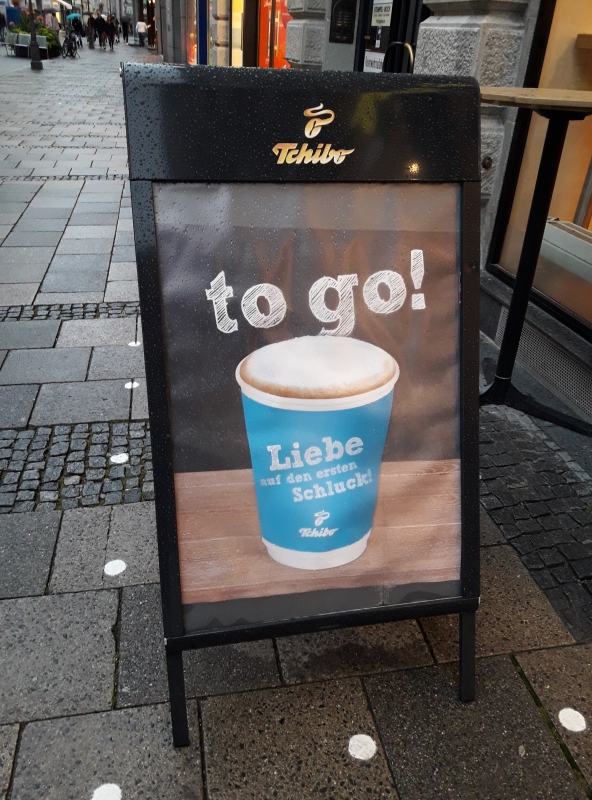 Tchibo
to go!
Liebe
auf den ersten
Schluck!
Tchibo